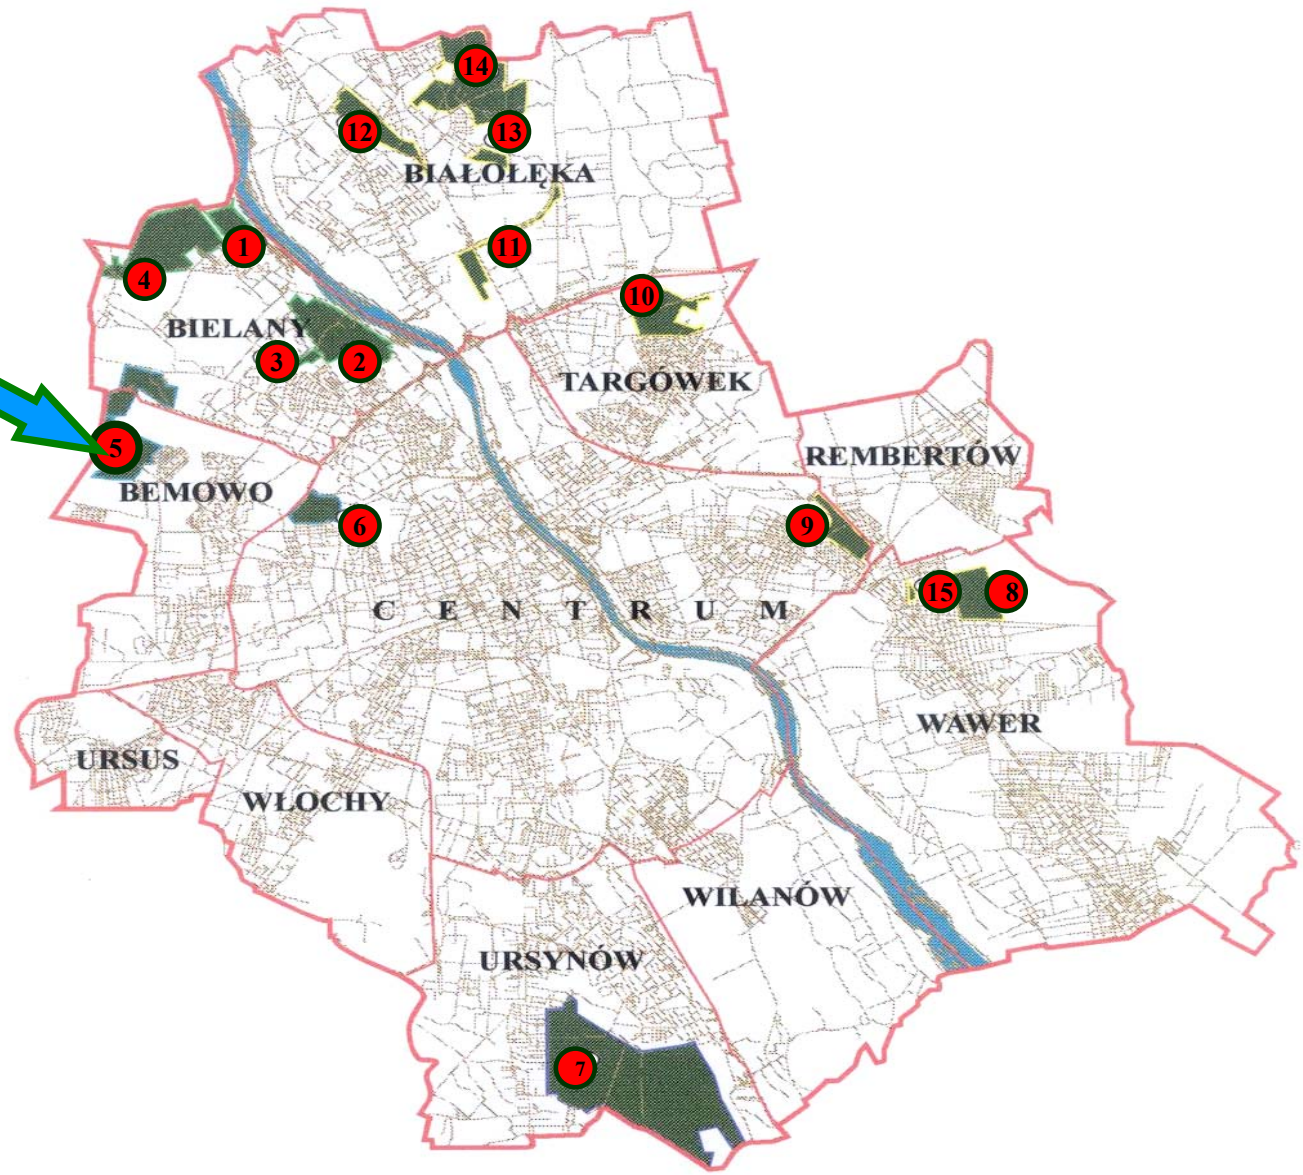 14
12
13
BIAŁOŁĘKA
1
11
4
10
BIELANY
3
2
TARGÓWEK
5
REMBERTÓW
BEMOWO
6
9
15
8
C E N T R U M
WAWER
URSUS
WŁOCHY
WILANÓW
URSYNÓW
7